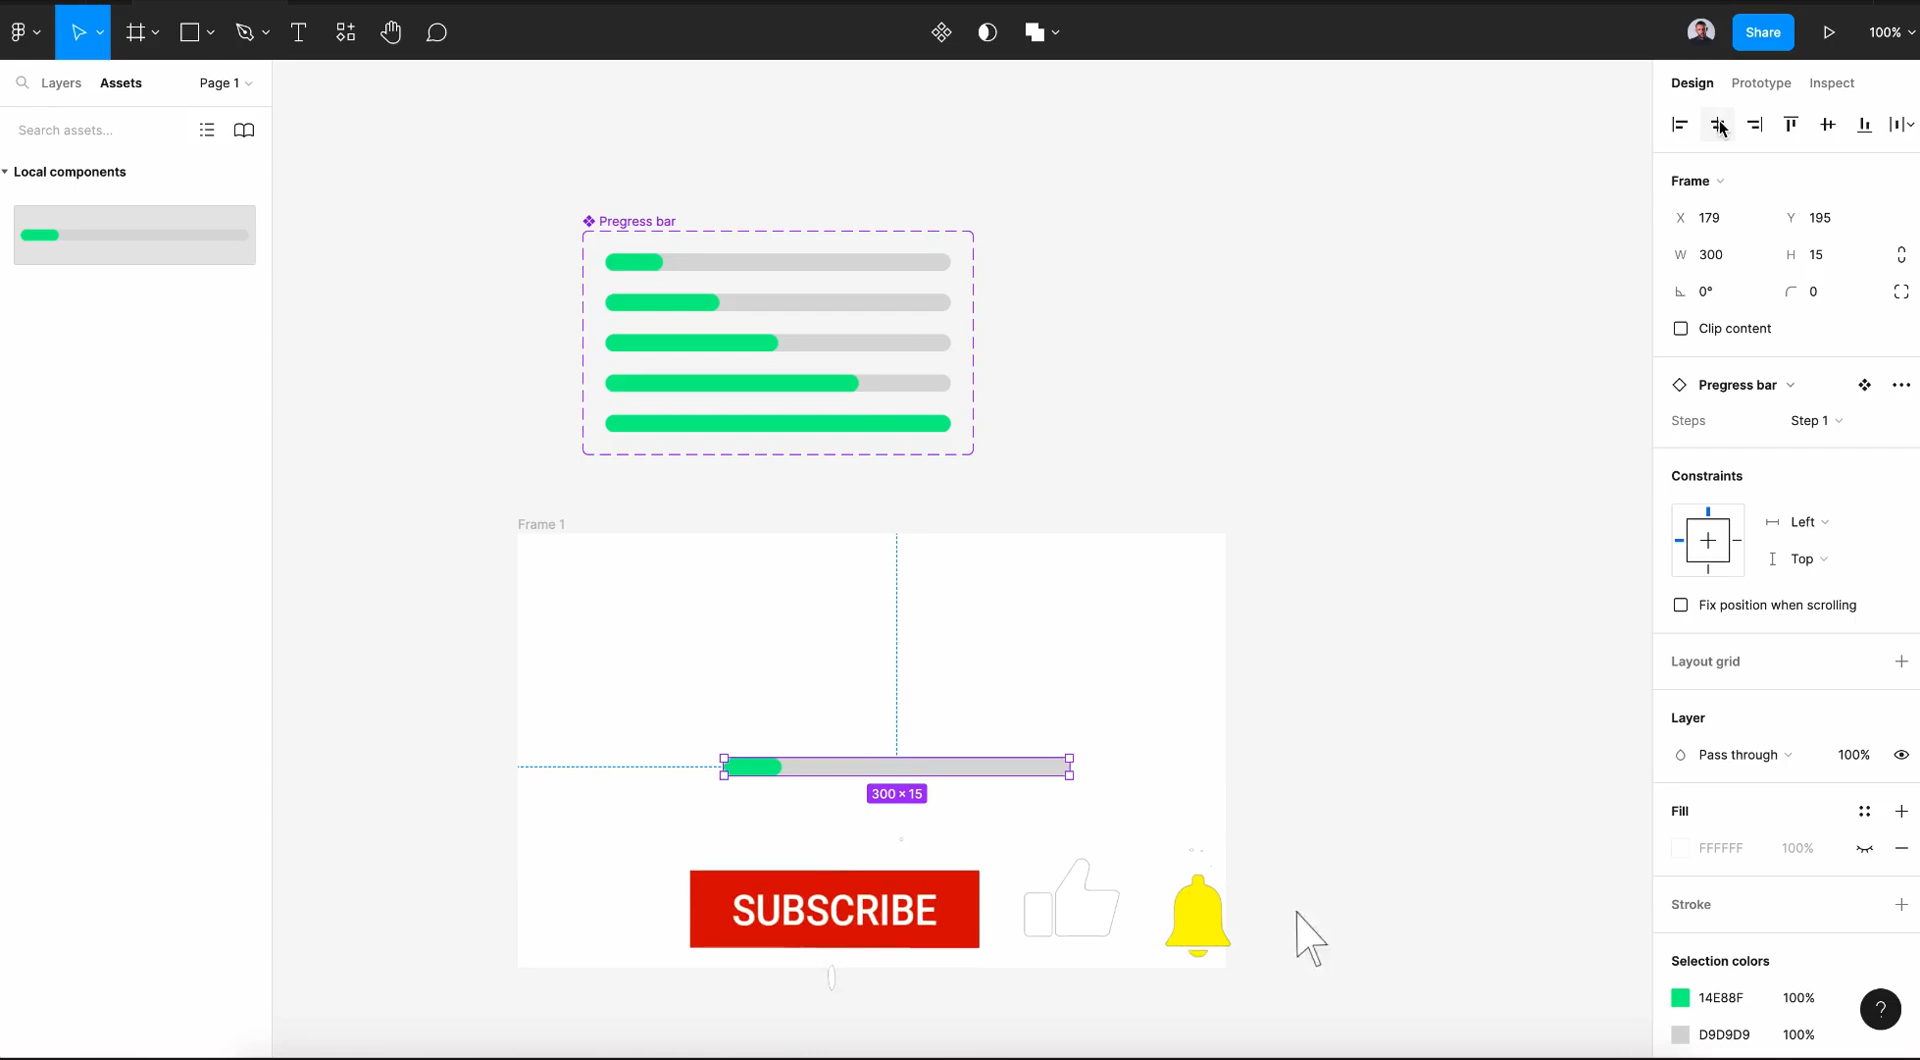 Share
100%
Layers
Assets
Page 1
Design
Prototype
Inspect
Search assets...
Local components
Pregress bar
Frame
X 179
Y 195
W 300
H 15
0°
0
Clip content
Pregress bar
Steps
Step 1
Constraints
Left
Top
Fix position when scrolling
Frame 1
Layout grid
Layer
Pass through
100%
300 × 15
Fill
FFFFFF
100%
SUBSCRIBE
Stroke
Selection colors
14E88F
100%
D9D9D9
100%
?